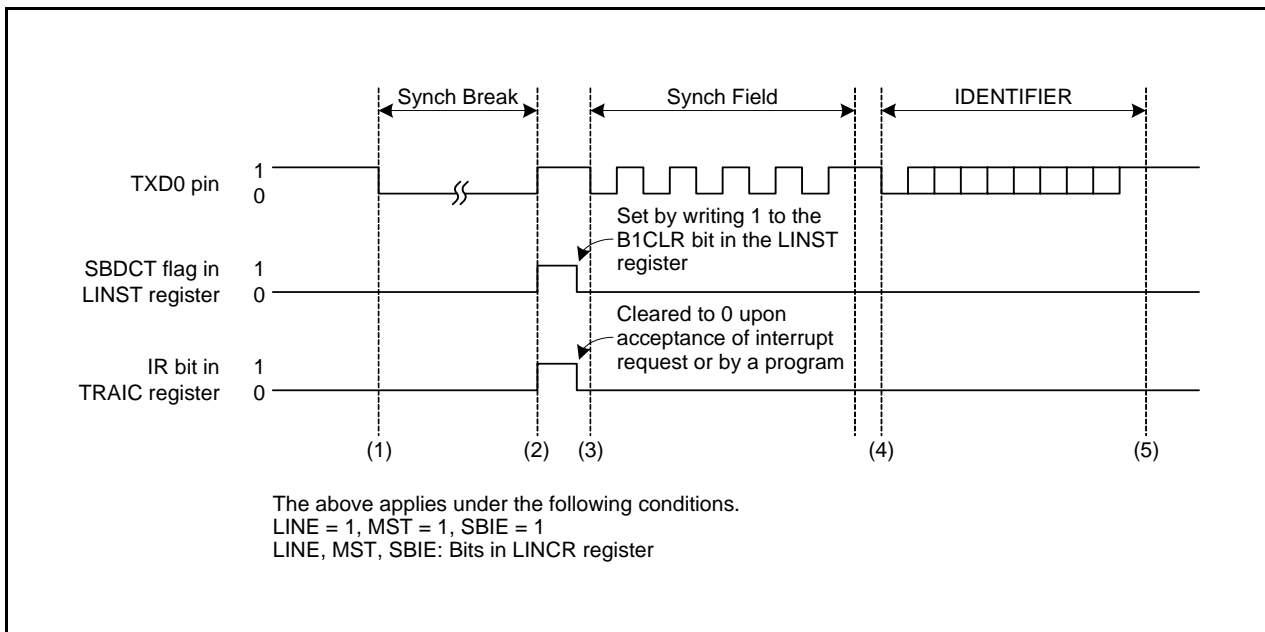 Synch Break
Synch Field
IDENTIFIER
TXD0 pin
1
0
Set by writing 1 to the
B1CLR bit in the LINST
register
SBDCT flag in
LINST register
1
0
Cleared to 0 upon
acceptance of interrupt
request or by a program
IR bit in
TRAIC register
1
0
(1)
(2)
(3)
(4)
(5)
The above applies under the following conditions.
LINE = 1, MST = 1, SBIE = 1
LINE, MST, SBIE: Bits in LINCR register